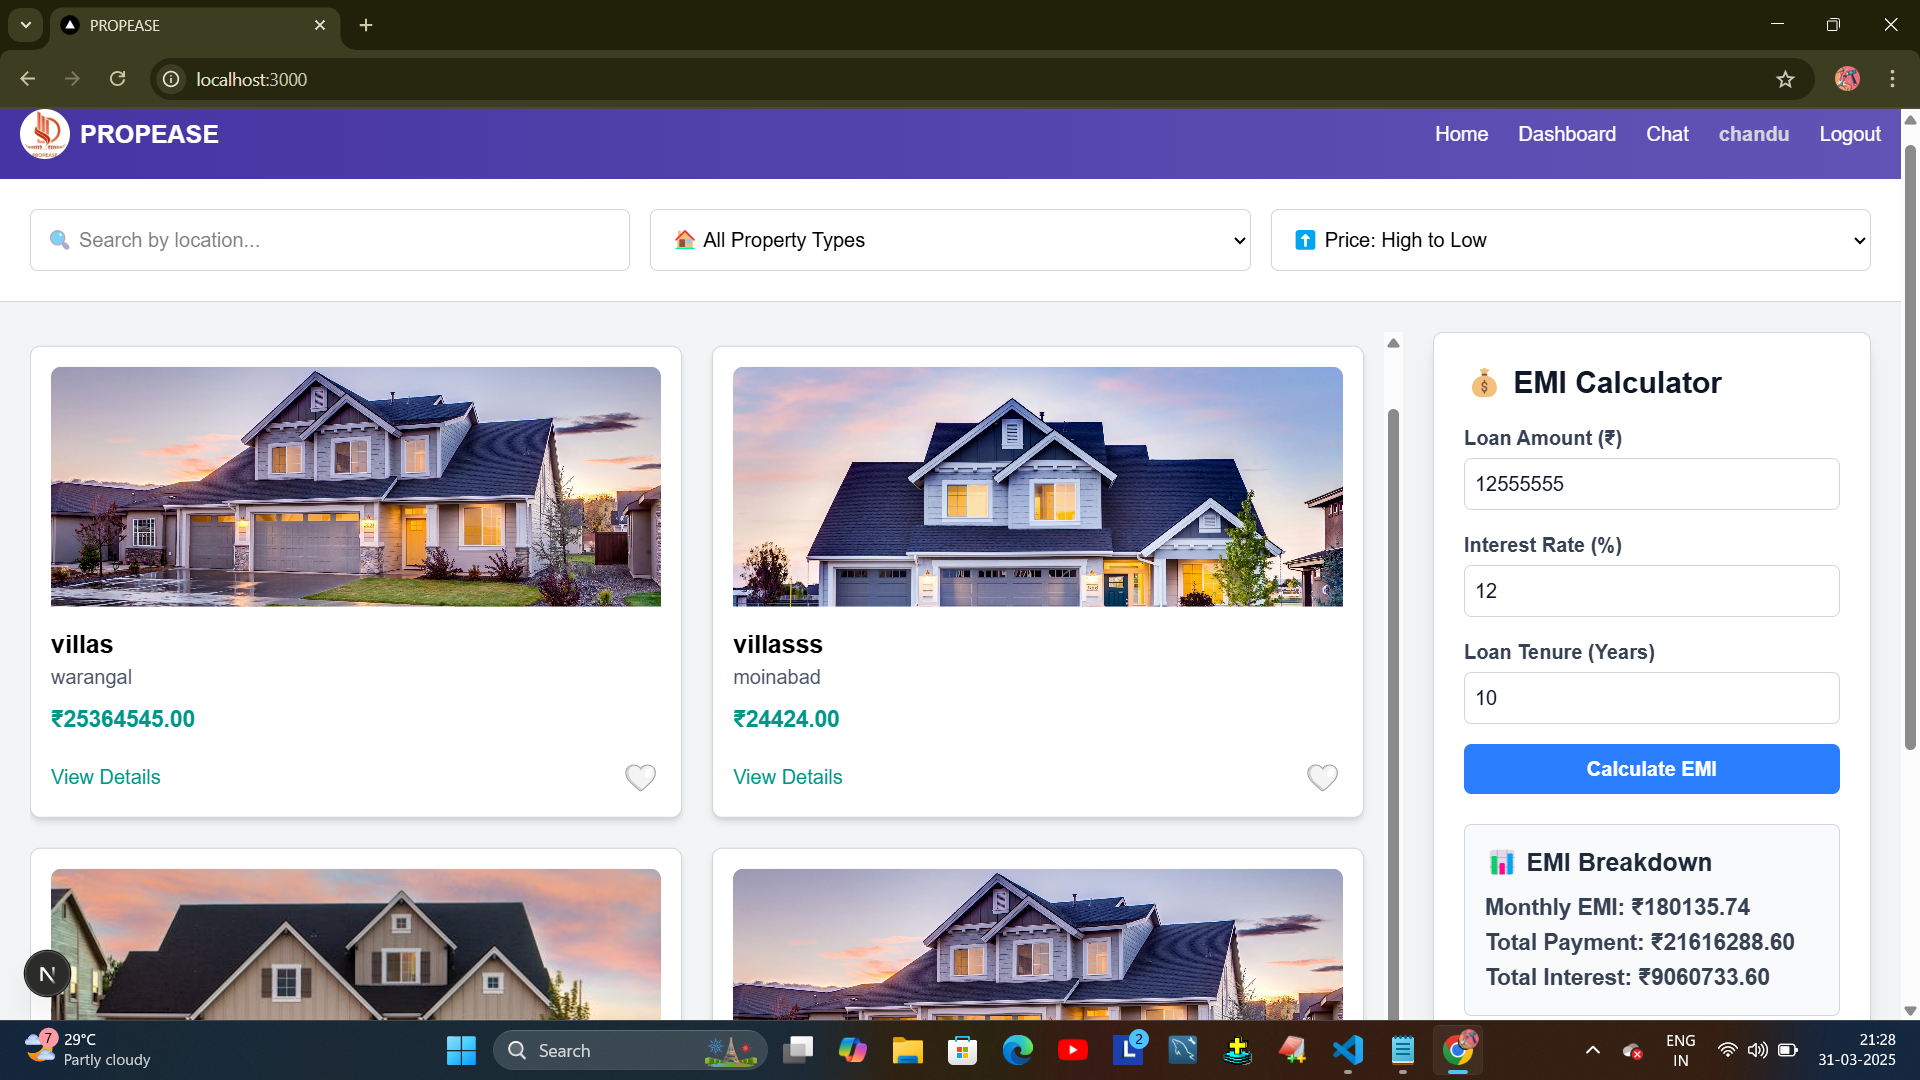 PROPEASE
localhost:3000
PROPEASE
Home
Dashboard
Chat
chandu
Logout
Search by location...
All Property Types
Price: High to Low
villas
warangal
₹25364545.00
View Details
villasss
moinabad
₹24424.00
View Details
EMI Calculator
Loan Amount (₹)
12555555
Interest Rate (%)
12
Loan Tenure (Years)
10
Calculate EMI
EMI Breakdown
Monthly EMI: ₹180135.74
Total Payment: ₹21616288.60
Total Interest: ₹9060733.60
N
7
29°C
Partly cloudy
Search
L
2
ENG
IN
21:28
31-03-2025